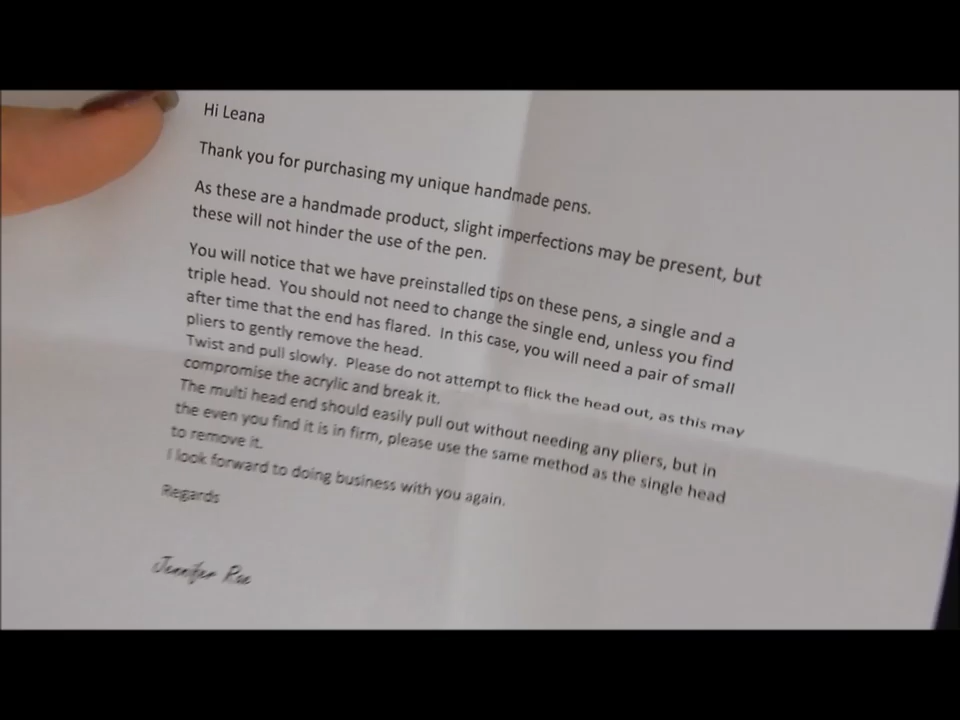 Hi Leana
Thank you for purchasing my unique handmade pens.
As these are a handmade product, slight imperfections may be present, but
these will not hinder the use of the pen.
You will notice that we have preinstalled tips on these pens, a single and a
triple head.  You should not need to change the single end, unless you find
after time that the end has flared.  In this case, you will need a pair of small
pliers to gently remove the head.
Twist and pull slowly.  Please do not attempt to flick the head out, as this may
compromise the acrylic and break it.
The multi head end should easily pull out without needing any pliers, but in
the even you find it is in firm, please use the same method as the single head
to remove it.
I look forward to doing business with you again.
Regards
Jennifer Rae